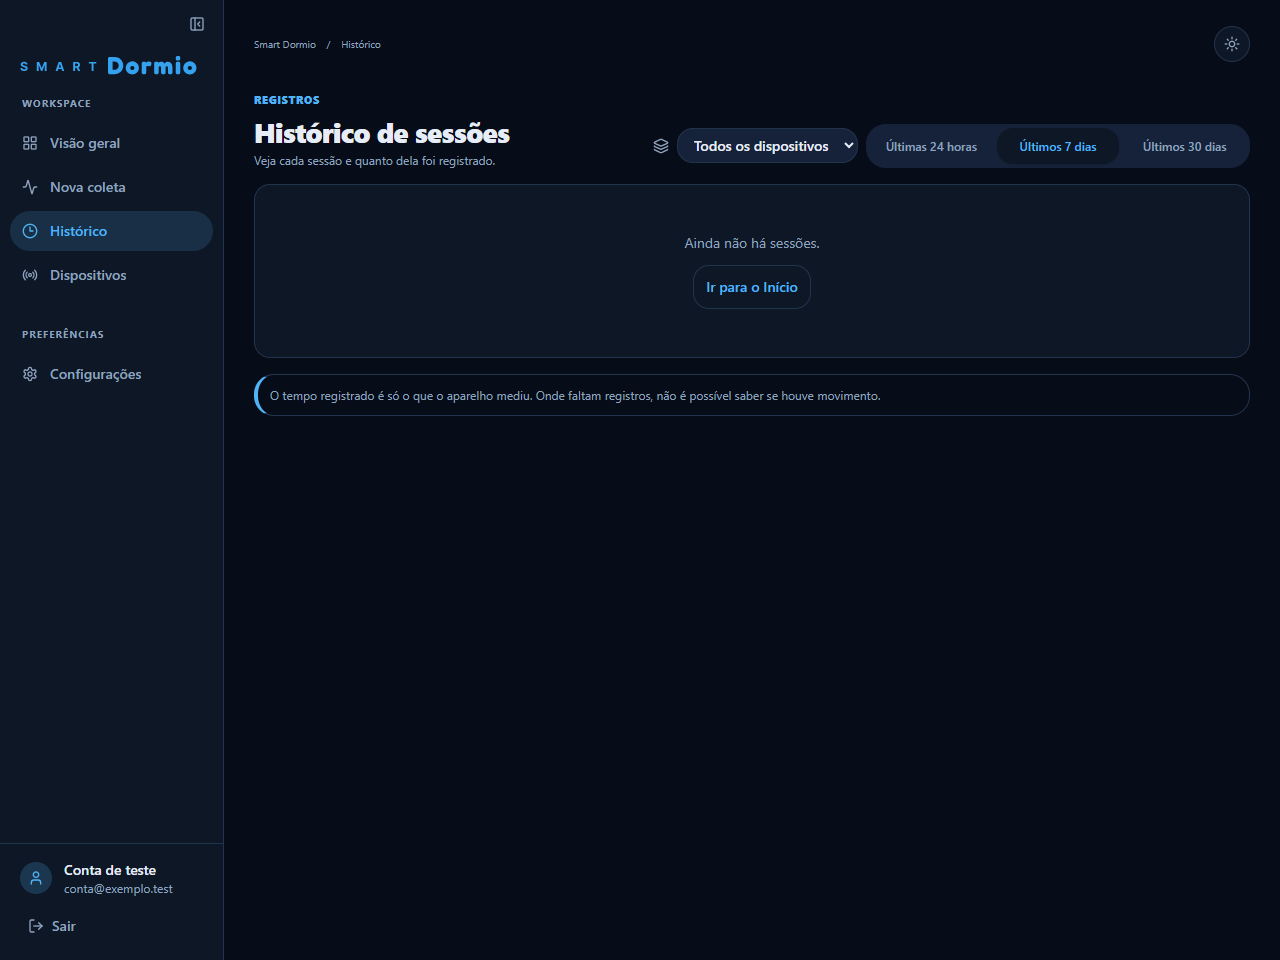 SMART Dormio
WORKSPACE
Visão geral
Nova coleta
Histórico
Dispositivos
PREFERÊNCIAS
Configurações
Conta de teste
conta@exemplo.test
Sair
Smart Dormio / Histórico
REGISTROS
Histórico de sessões
Veja cada sessão e quanto dela foi registrado.
Todos os dispositivos
Últimas 24 horas
Últimos 7 dias
Últimos 30 dias
Ainda não há sessões.
Ir para o Início
O tempo registrado é só o que o aparelho mediu. Onde faltam registros, não é possível saber se houve movimento.